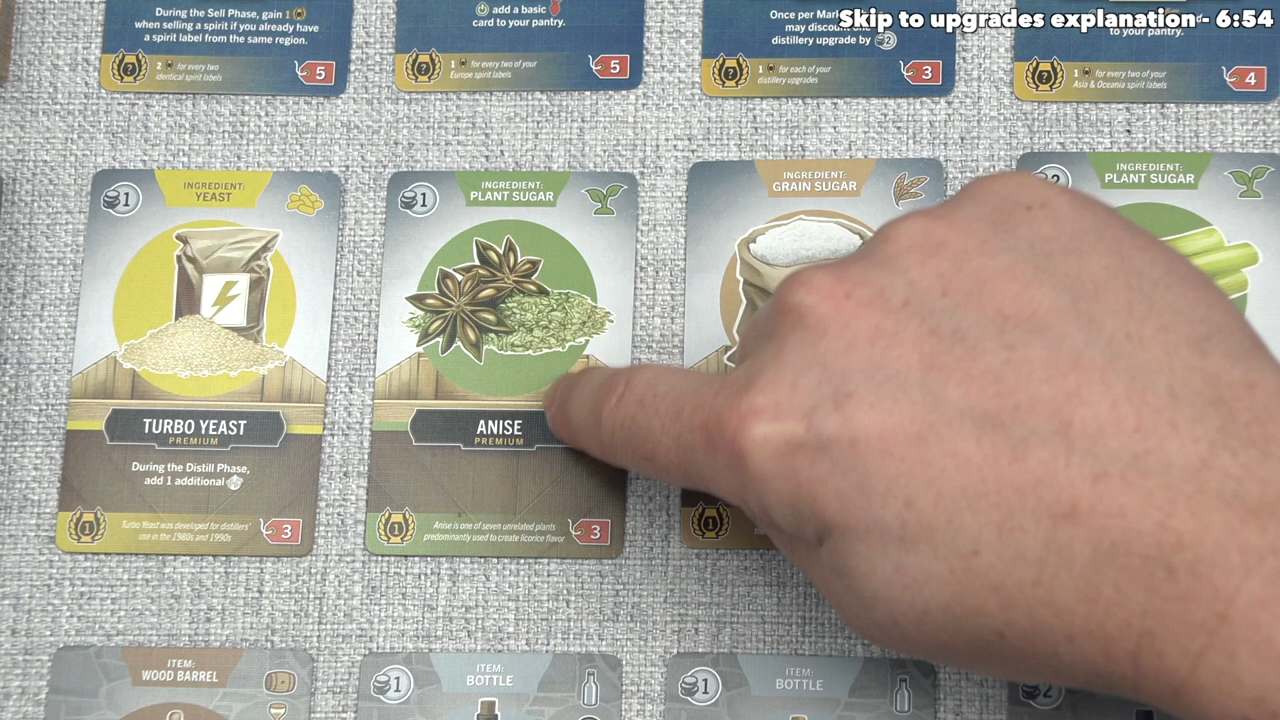 Skip to upgrades explanation - 6:54
During the Sell Phase, gain 1
when selling a spirit if you already have
a spirit label from the same region.
2 for every two
identical spirit labels
5
add a basic
card to your pantry.
1 for every two of your
Europe spirit labels
5
Once per
may discount one
distillery upgrade by 2
1 for each of your
distillery upgrades
3
to your pantry.
1 for every two of your
Asia & Oceania spirit labels
4
1
INGREDIENT:
YEAST
TURBO YEAST
PREMIUM
During the Distill Phase,
add 1 additional
1
Turbo Yeast was developed for distillers'
use in the 1980s and 1990s
3
1
INGREDIENT:
PLANT SUGAR
ANISE
PREMIUM
1
Anise is one of seven unrelated plants
predominantly used to create licorice flavor
3
INGREDIENT:
GRAIN SUGAR
1
2
INGREDIENT:
PLANT SUGAR
ITEM:
WOOD BARREL
1
ITEM:
BOTTLE
1
ITEM:
BOTTLE
2